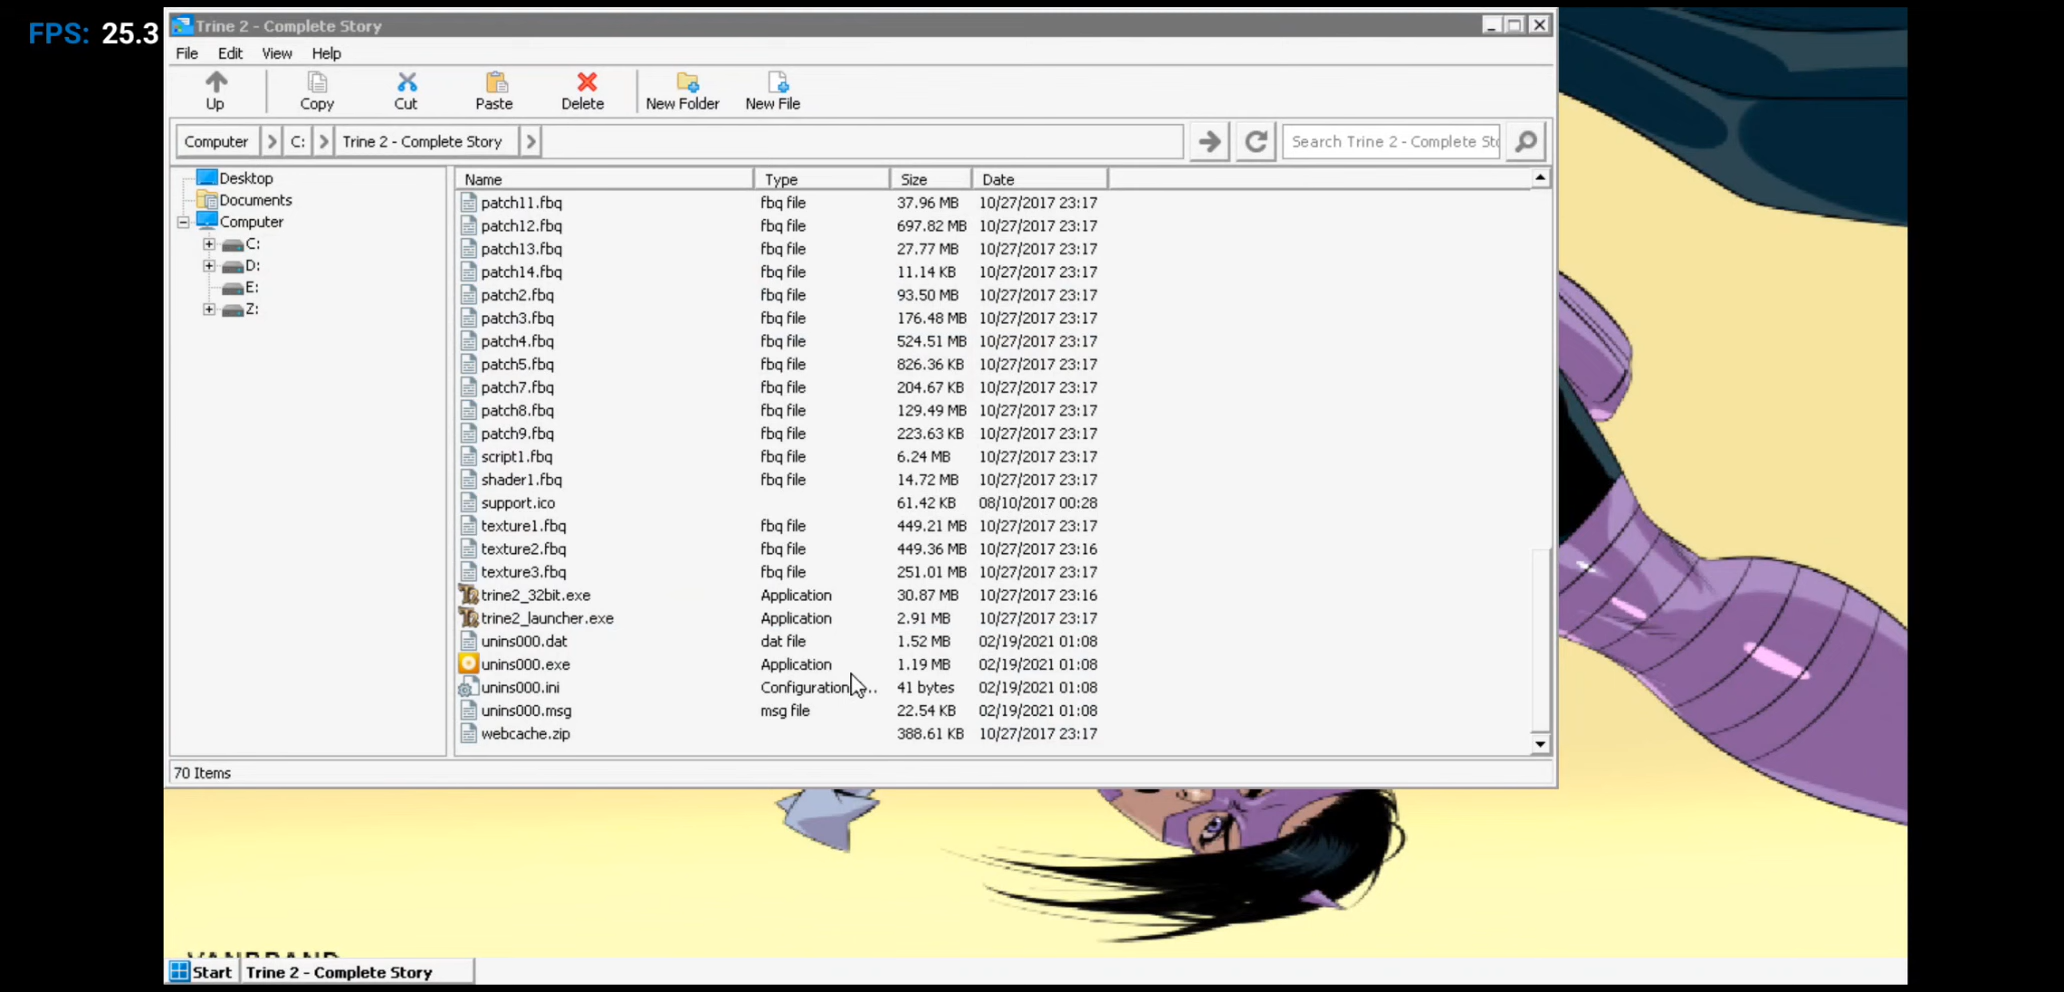 FPS: 25.3
Trine 2 - Complete Story
File Edit View Help
Up Copy Cut Paste Delete New Folder New File
Computer C: Trine 2 - Complete Story Search Trine 2 - Complete Sto
Desktop
Documents
Computer
C:
D:
E:
Z:
Name Type Size Date
patch11.fbq fbq file 37.96 MB 10/27/2017 23:17
patch12.fbq fbq file 697.82 MB 10/27/2017 23:17
patch13.fbq fbq file 27.77 MB 10/27/2017 23:17
patch14.fbq fbq file 11.14 KB 10/27/2017 23:17
patch2.fbq fbq file 93.50 MB 10/27/2017 23:17
patch3.fbq fbq file 176.48 MB 10/27/2017 23:17
patch4.fbq fbq file 524.51 MB 10/27/2017 23:17
patch5.fbq fbq file 826.36 KB 10/27/2017 23:17
patch7.fbq fbq file 204.67 KB 10/27/2017 23:17
patch8.fbq fbq file 129.49 MB 10/27/2017 23:17
patch9.fbq fbq file 223.63 KB 10/27/2017 23:17
script1.fbq fbq file 6.24 MB 10/27/2017 23:17
shader1.fbq fbq file 14.72 MB 10/27/2017 23:17
support.ico 61.42 KB 08/10/2017 00:28
texture1.fbq fbq file 449.21 MB 10/27/2017 23:17
texture2.fbq fbq file 449.36 MB 10/27/2017 23:16
texture3.fbq fbq file 251.01 MB 10/27/2017 23:17
trine2_32bit.exe Application 30.87 MB 10/27/2017 23:16
trine2_launcher.exe Application 2.91 MB 10/27/2017 23:17
unins000.dat dat file 1.52 MB 02/19/2021 01:08
unins000.exe Application 1.19 MB 02/19/2021 01:08
unins000.ini Configuration... 41 bytes 02/19/2021 01:08
unins000.msg msg file 22.54 KB 02/19/2021 01:08
webcache.zip 388.61 KB 10/27/2017 23:17
70 Items
Start Trine 2 - Complete Story